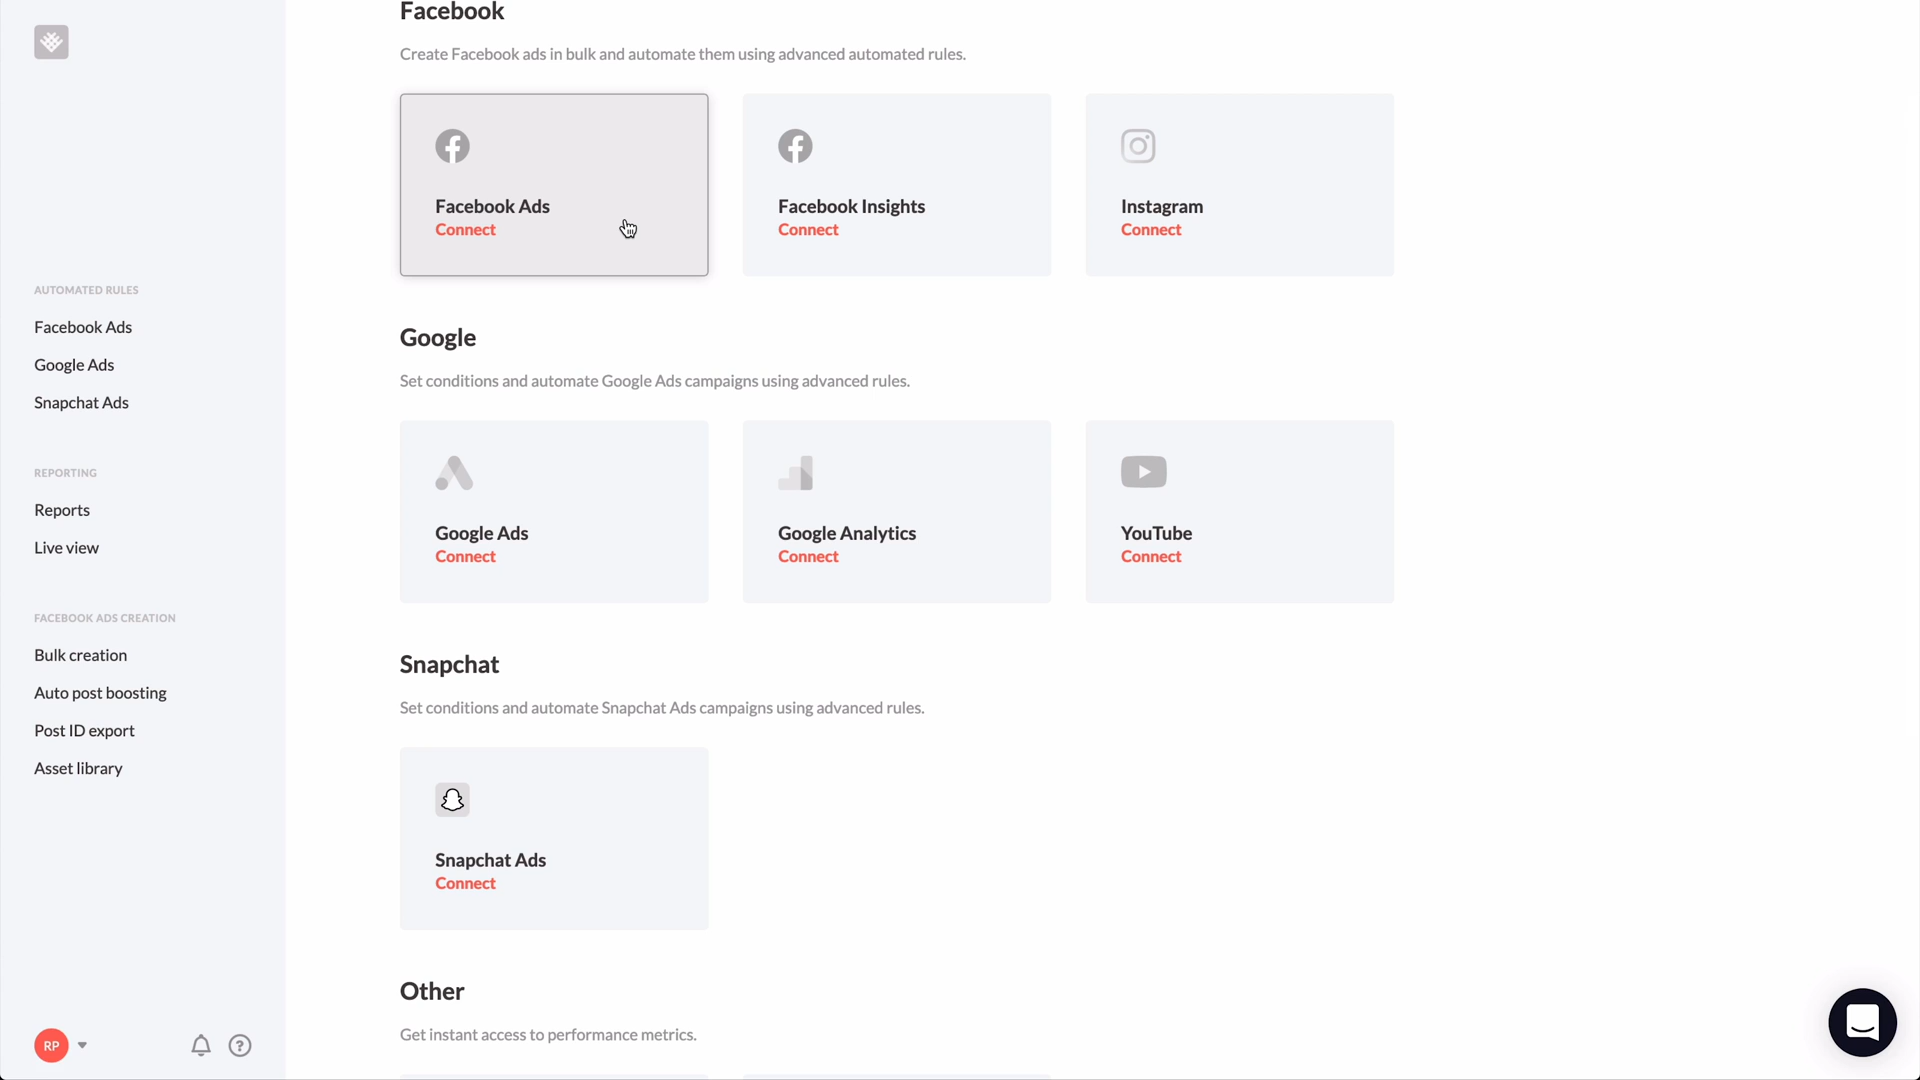 AUTOMATED RULES
Facebook Ads
Google Ads
Snapchat Ads
REPORTING
Reports
Live view
FACEBOOK ADS CREATION
Bulk creation
Auto post boosting
Post ID export
Asset library
RP
Facebook
Create Facebook ads in bulk and automate them using advanced automated rules.
Facebook Ads
Connect
Facebook Insights
Connect
Instagram
Connect
Google
Set conditions and automate Google Ads campaigns using advanced rules.
Google Ads
Connect
Google Analytics
Connect
YouTube
Connect
Snapchat
Set conditions and automate Snapchat Ads campaigns using advanced rules.
Snapchat Ads
Connect
Other
Get instant access to performance metrics.